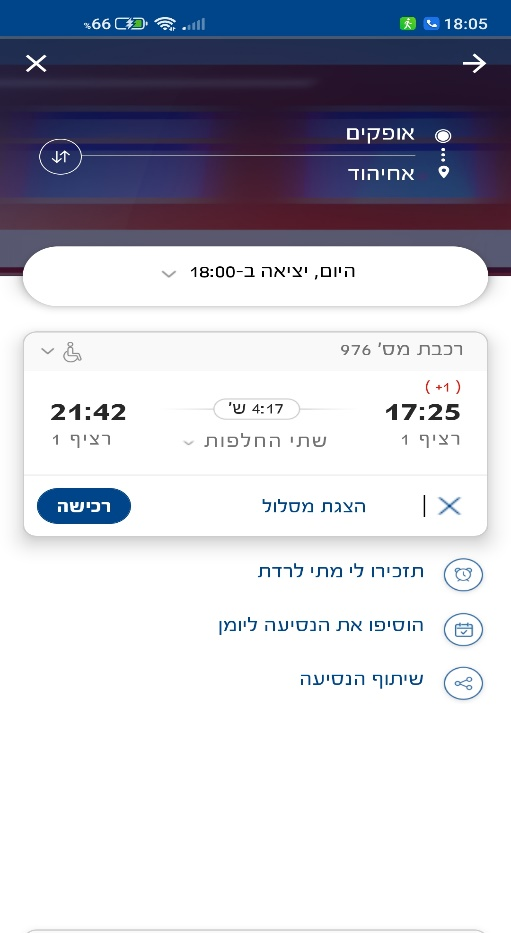 18:05 66%
אופקים
אחיהוד
היום, יציאה ב-18:00
רכבת מס' 976
( +1 )
17:25 4:17 ש' 21:42
רציף 1 שתי החלפות רציף 1
הצגת מסלול רכישה
תזכירו לי מתי לרדת
הוסיפו את הנסיעה ליומן
שיתוף הנסיעה